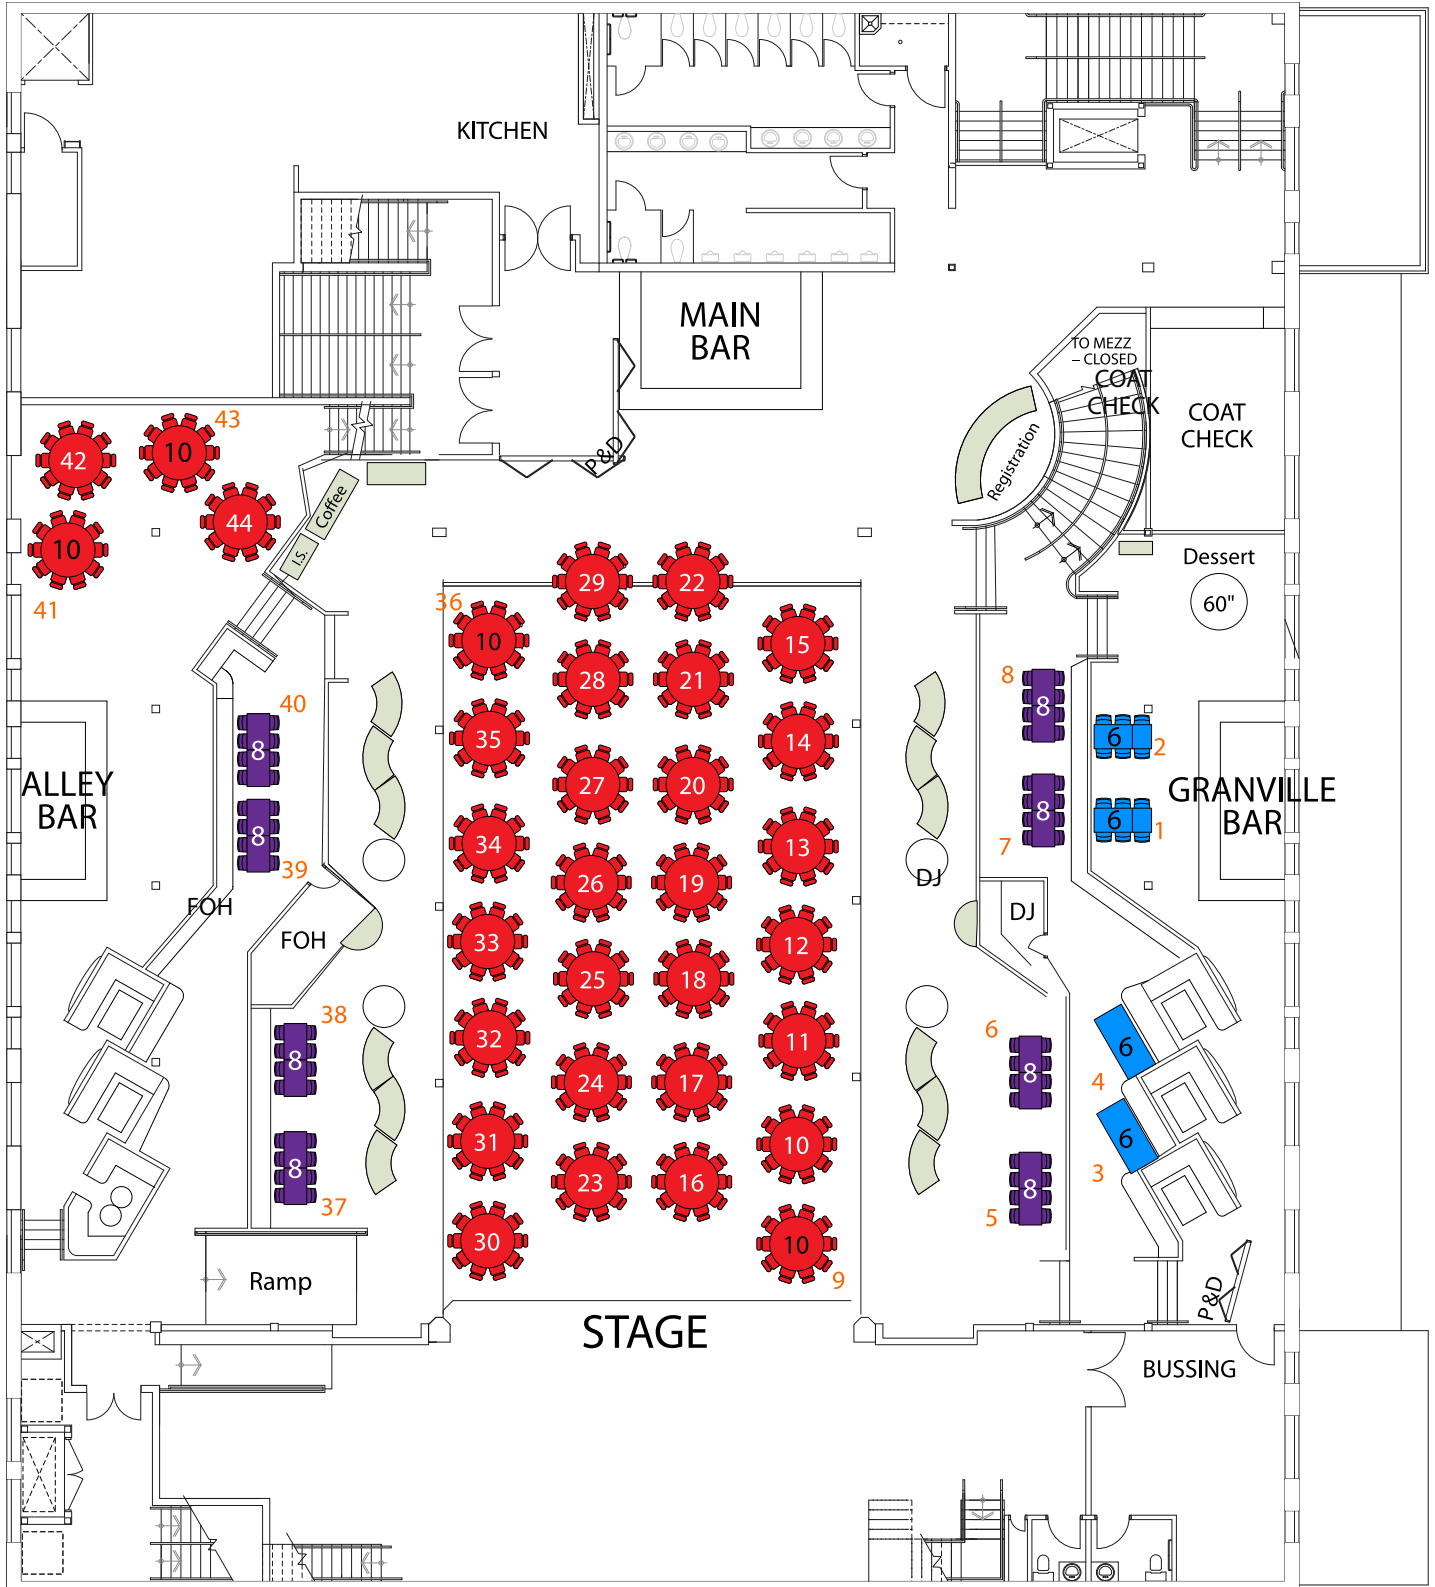 KITCHEN
MAIN
BAR
TO MEZZ
– CLOSED
COAT
CHECK
COAT
CHECK
Registration
P&D
43
42
10
44
10
41
Coffee
I.S.
Dessert
60"
29
22
36
10
15
28
21
8
8
40
8
35
14
6
2
ALLEY
BAR
27
20
GRANVILLE
BAR
8
39
34
13
8
7
6
1
26
19
DJ
FOH
FOH
33
12
DJ
25
18
38
8
32
11
6
8
6
4
24
17
31
10
6
3
8
37
23
16
8
5
30
10
9
Ramp
P&D
STAGE
BUSSING